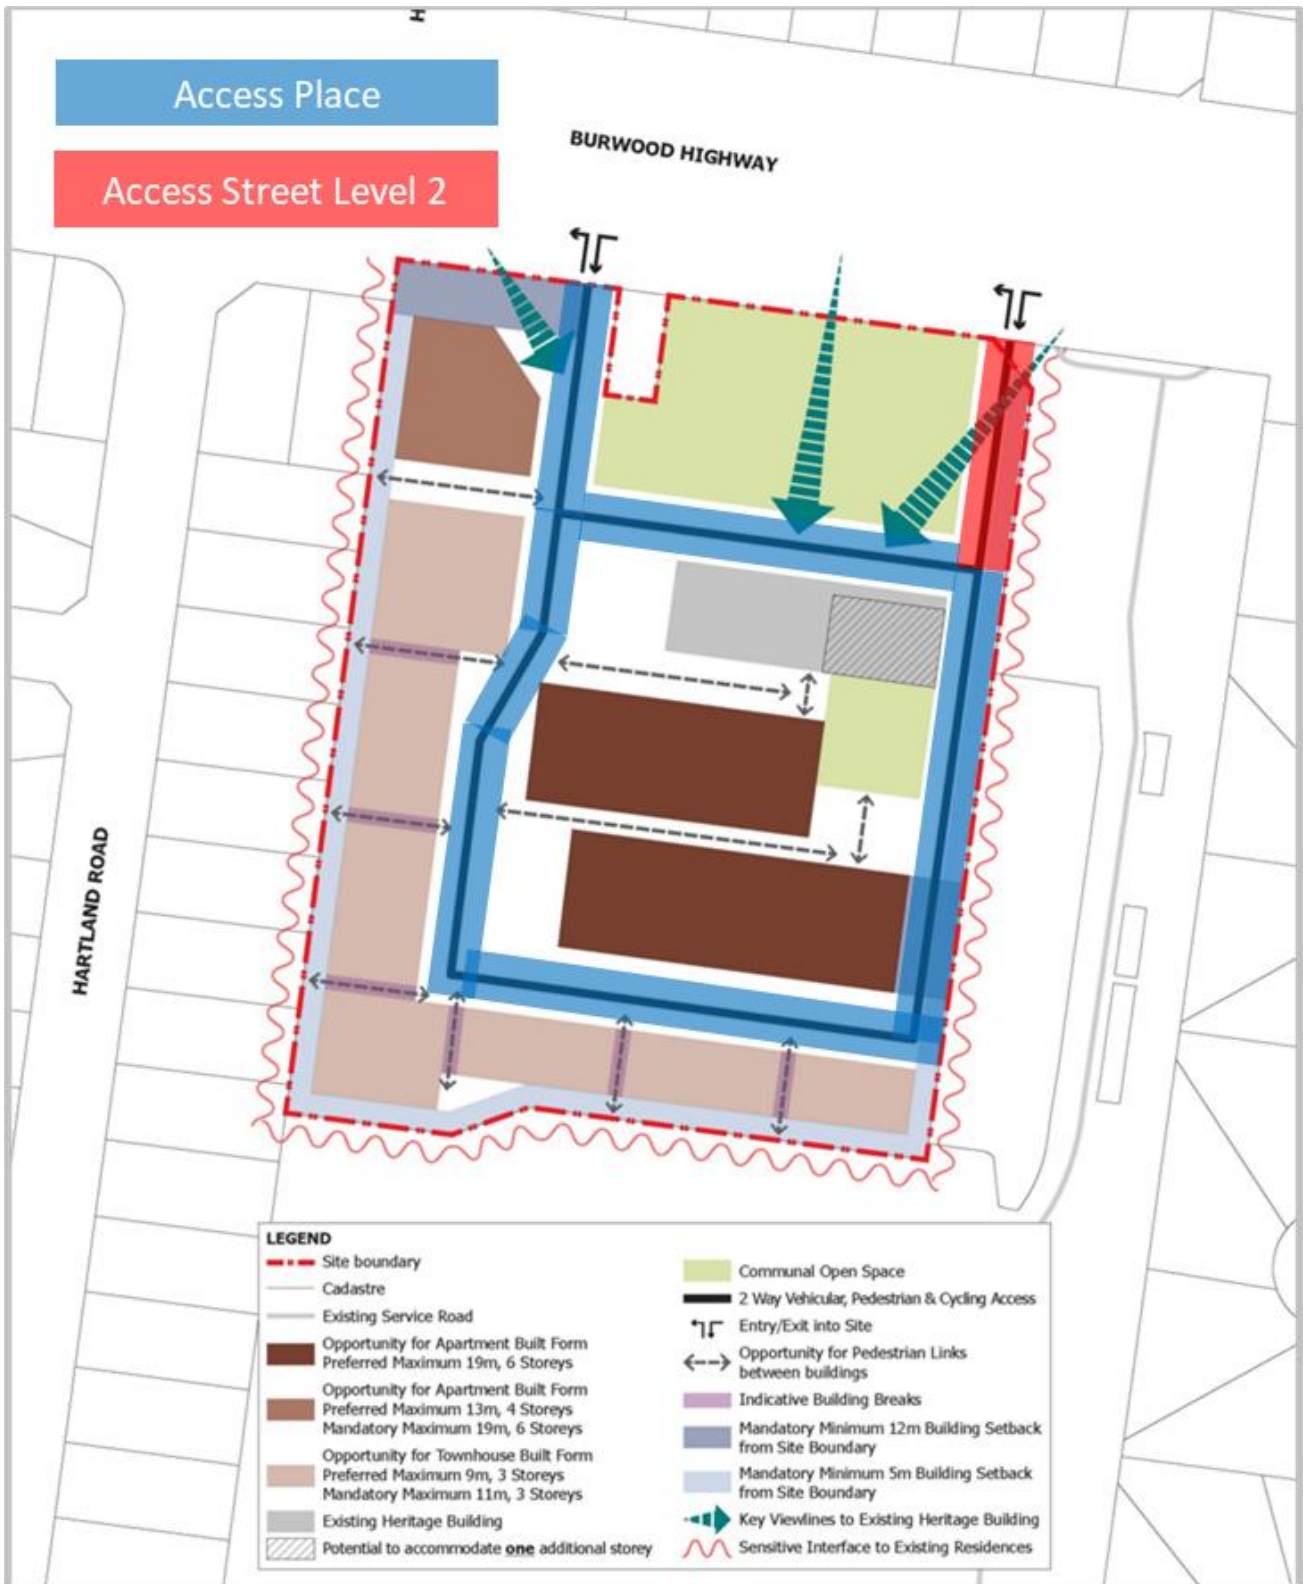 H
Access Place
BURWOOD HIGHWAY
Access Street Level 2
HARTLAND ROAD
LEGEND
Site boundary
Cadastre
Existing Service Road
Opportunity for Apartment Built Form
Preferred Maximum 19m, 6 Storeys
Opportunity for Apartment Built Form
Preferred Maximum 13m, 4 Storeys
Mandatory Maximum 19m, 6 Storeys
Opportunity for Townhouse Built Form
Preferred Maximum 9m, 3 Storeys
Mandatory Maximum 11m, 3 Storeys
Existing Heritage Building
Potential to accommodate one additional storey
Communal Open Space
2 Way Vehicular, Pedestrian & Cycling Access
Entry/Exit into Site
Opportunity for Pedestrian Links
between buildings
Indicative Building Breaks
Mandatory Minimum 12m Building Setback
from Site Boundary
Mandatory Minimum 5m Building Setback
from Site Boundary
Key Viewlines to Existing Heritage Building
Sensitive Interface to Existing Residences